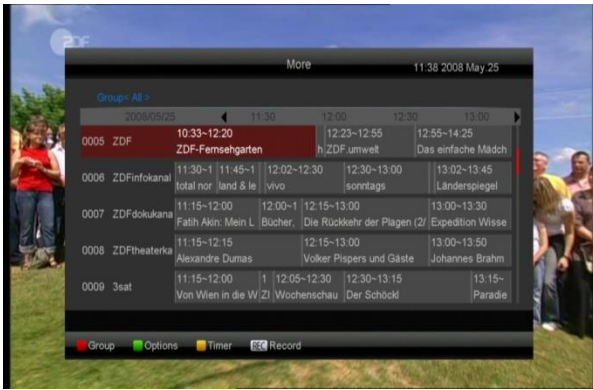 ZDF
More
11:38 2008 May.25
Group< All >
2008/05/25 11:30 12:00 12:30 13:00
0005 ZDF 10:33~12:20 12:23~12:55 12:55~14:25
ZDF-Fernsehgarten h ZDF.umwelt Das einfache Mädch
0006 ZDFinfokanal 11:30~1 11:45~1 12:02~12:30 12:30~13:00 13:02~13:45
total nor land & le vivo sonntags Länderspiegel
0007 ZDFdokukana 11:15~12:00 12:00~1 12:15~13:00 13:00~13:30
Fatih Akin: Mein L Bücher, Die Rückkehr der Plagen (2/ Expedition Wisse
0008 ZDFtheaterka 11:15~12:15 12:15~13:00 13:00~13:50
Alexandre Dumas Volker Pispers und Gäste Johannes Brahm
0009 3sat 11:15~12:00 1 12:05~12:30 12:30~13:15 13:15~
Von Wien in die W ZI Wochenschau Der Schöckl Paradie
Group Options Timer REC Record